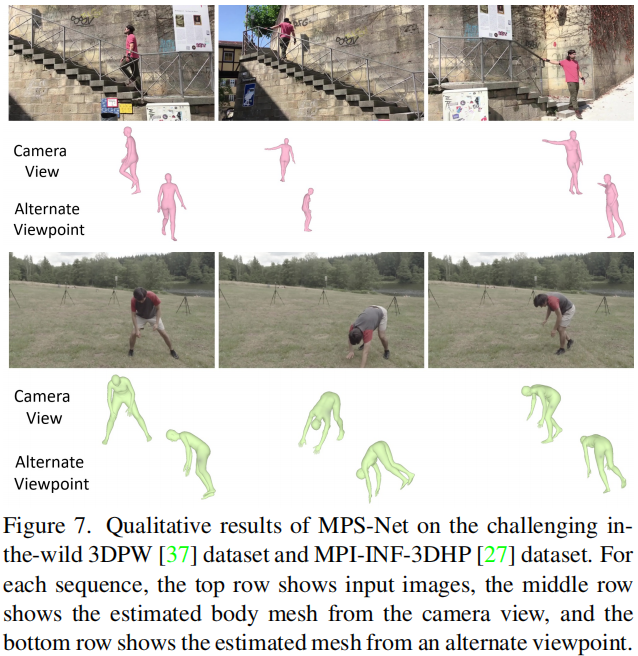 Camera
View
Alternate
Viewpoint
Camera
View
Alternate
Viewpoint
Figure 7. Qualitative results of MPS-Net on the challenging in-
the-wild 3DPW [37] dataset and MPI-INF-3DHP [27] dataset. For
each sequence, the top row shows input images, the middle row
shows the estimated body mesh from the camera view, and the
bottom row shows the estimated mesh from an alternate viewpoint.